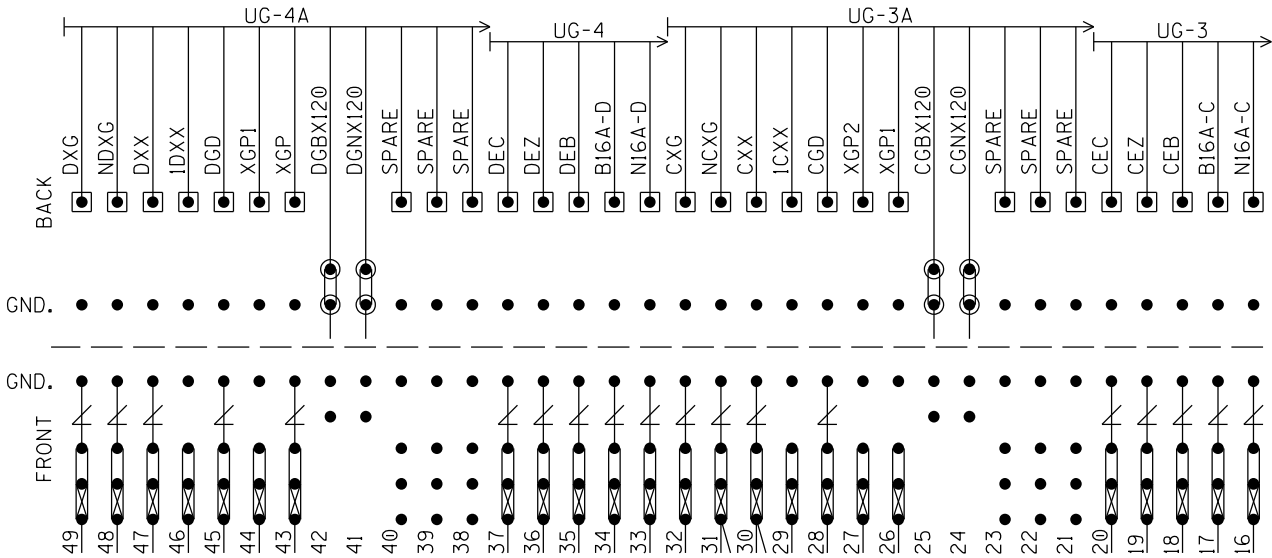 UG-4A UG-4 UG-3A UG-3
DXG NDXG DXX 1DXX DGD XGP1 XGP DGBX120 DGNX120 SPARE SPARE SPARE DEC DEZ DEB B16A-D N16A-D CXG NCXG CXX 1CXX CGD XGP2 XGP1 CGBX120 CGNX120 SPARE SPARE SPARE CEC CEZ CEB B16A-C N16A-C
BACK
GND.
GND.
FRONT
49 48 47 46 45 44 43 42 41 40 39 38 37 36 35 34 33 32 31 30 29 28 27 26 25 24 23 22 21 20 19 18 17 16